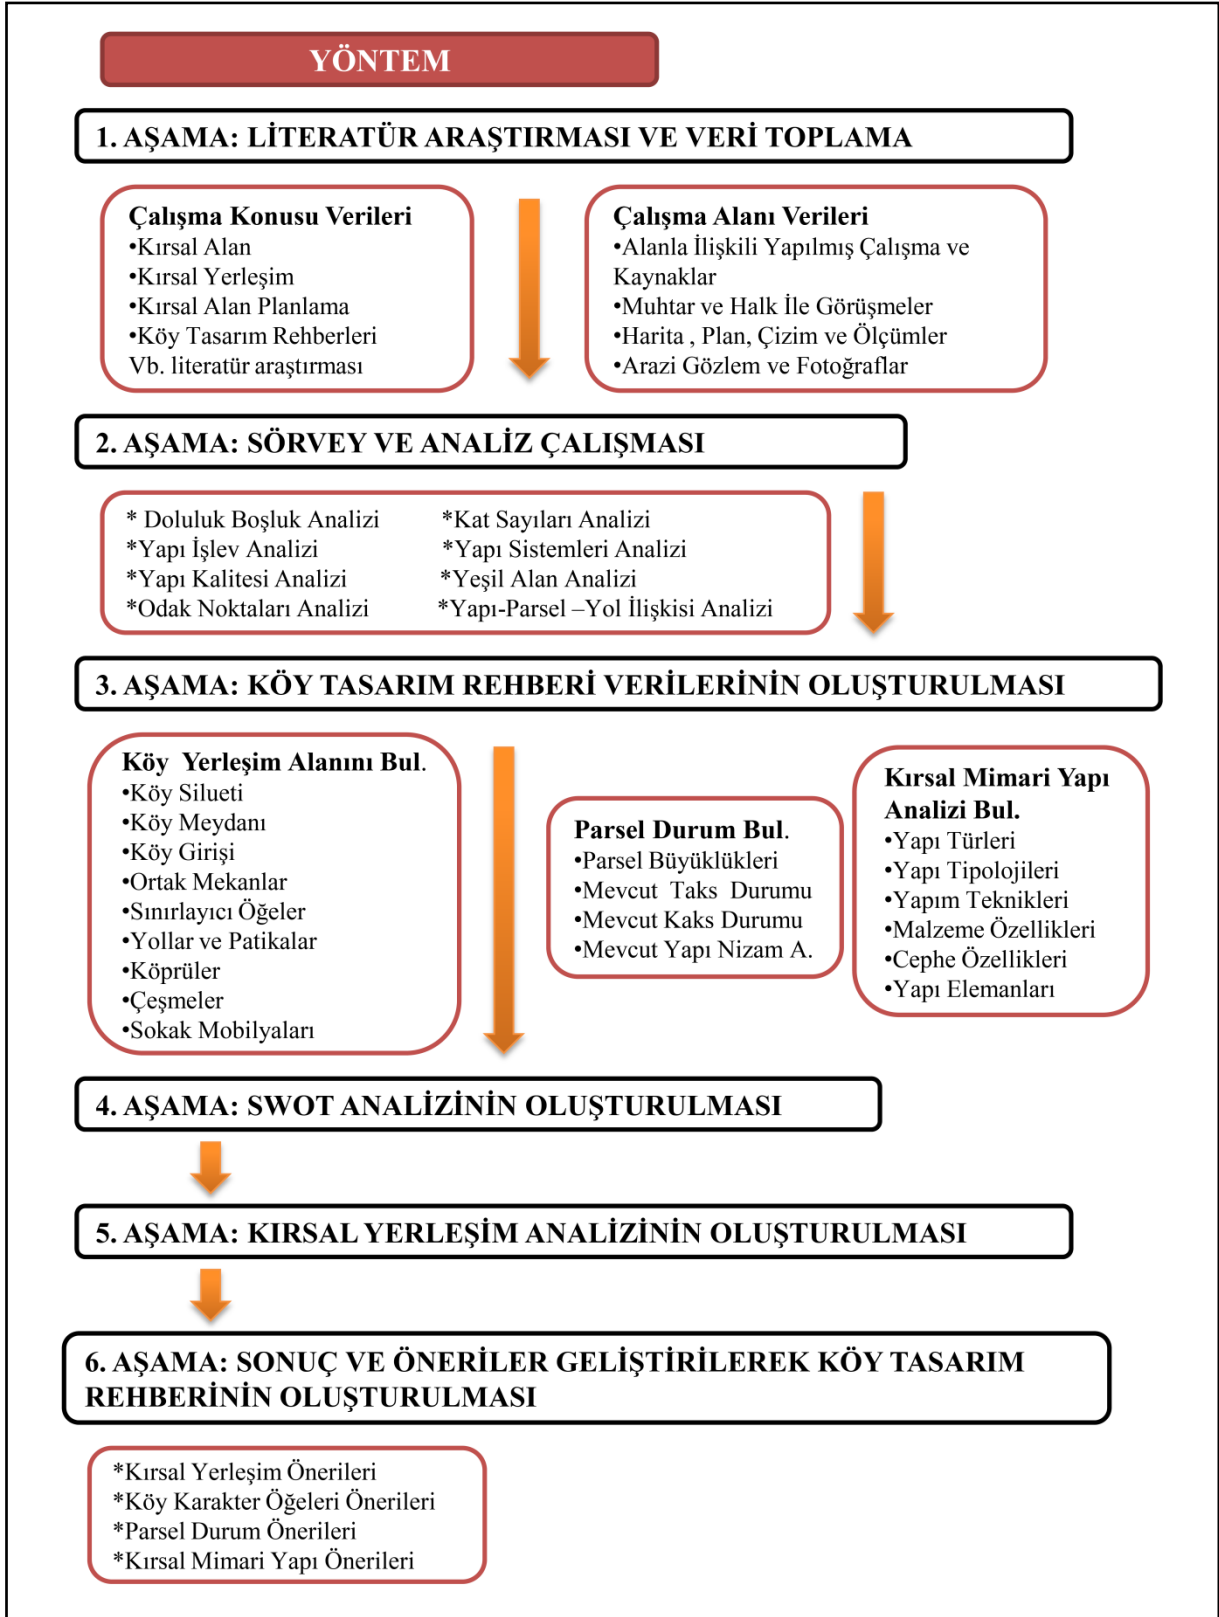 YÖNTEM
1. AŞAMA: LİTERATÜR ARAŞTIRMASI VE VERİ TOPLAMA
Çalışma Konusu Verileri
•Kırsal Alan
•Kırsal Yerleşim
•Kırsal Alan Planlama
•Köy Tasarım Rehberleri
Vb. literatür araştırması
Çalışma Alanı Verileri
•Alanla İlişkili Yapılmış Çalışma ve
Kaynaklar
•Muhtar ve Halk İle Görüşmeler
•Harita , Plan, Çizim ve Ölçümler
•Arazi Gözlem ve Fotoğraflar
2. AŞAMA: SÖRVEY VE ANALİZ ÇALIŞMASI
* Doluluk Boşluk Analizi *Kat Sayıları Analizi
*Yapı İşlev Analizi *Yapı Sistemleri Analizi
*Yapı Kalitesi Analizi *Yeşil Alan Analizi
*Odak Noktaları Analizi *Yapı-Parsel –Yol İlişkisi Analizi
3. AŞAMA: KÖY TASARIM REHBERİ VERİLERİNİN OLUŞTURULMASI
Köy Yerleşim Alanını Bul.
•Köy Silueti
•Köy Meydanı
•Köy Girişi
•Ortak Mekanlar
•Sınırlayıcı Öğeler
•Yollar ve Patikalar
•Köprüler
•Çeşmeler
•Sokak Mobilyaları
Parsel Durum Bul.
•Parsel Büyüklükleri
•Mevcut Taks Durumu
•Mevcut Kaks Durumu
•Mevcut Yapı Nizam A.
Kırsal Mimari Yapı
Analizi Bul.
•Yapı Türleri
•Yapı Tipolojileri
•Yapım Teknikleri
•Malzeme Özellikleri
•Cephe Özellikleri
•Yapı Elemanları
4. AŞAMA: SWOT ANALİZİNİN OLUŞTURULMASI
5. AŞAMA: KIRSAL YERLEŞİM ANALİZİNİN OLUŞTURULMASI
6. AŞAMA: SONUÇ VE ÖNERİLER GELİŞTİRİLEREK KÖY TASARIM
REHBERİNİN OLUŞTURULMASI
*Kırsal Yerleşim Önerileri
*Köy Karakter Öğeleri Önerileri
*Parsel Durum Önerileri
*Kırsal Mimari Yapı Önerileri